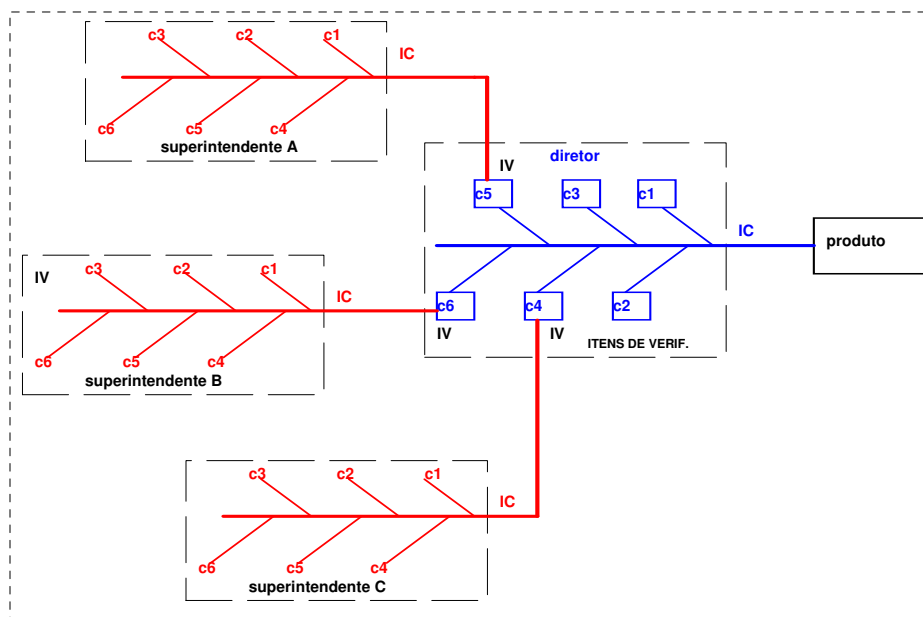 c3
c2
c1
IC
c6
c5
c4
superintendente A
IV
diretor
c5
c3
c1
IC
produto
c6
c4
c2
IV
IV
ITENS DE VERIF.
IV
c3
c2
c1
IC
c6
c5
c4
superintendente B
c3
c2
c1
IC
c6
c5
c4
superintendente C